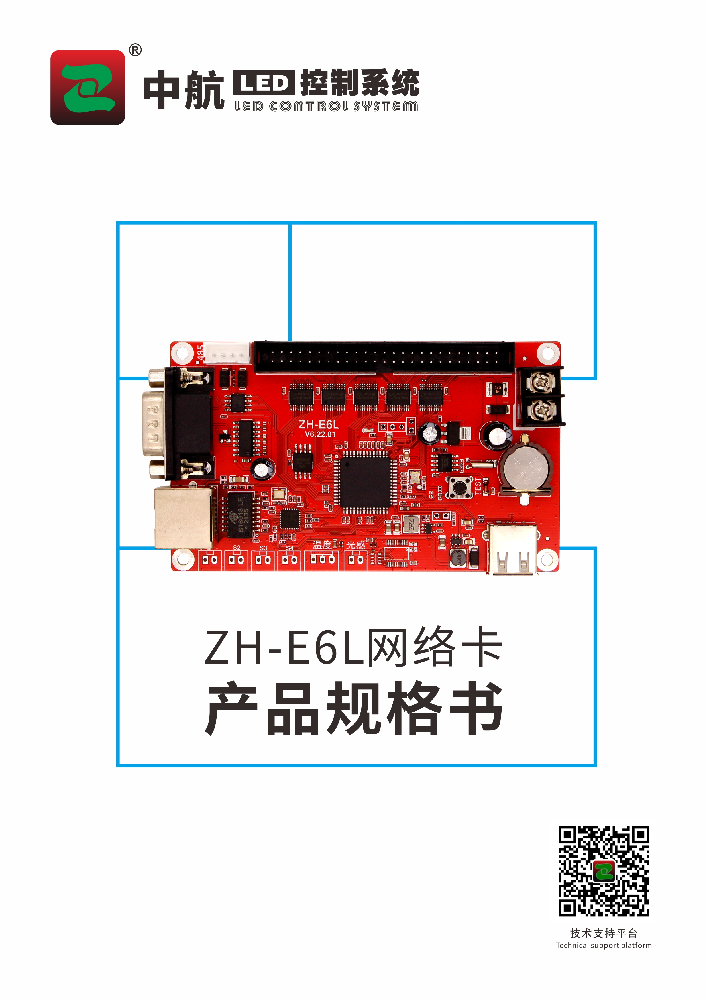 ®
中航 LED 控制系统
LED CONTROL SYSTEM
485
ZH-E6L
V6.22.01
R
075
TEST
S16013 LF
2135
2R2
4R7
S2
S3
S4
温度
光感
ZH-E6L网络卡
产品规格书
技术支持平台
Technical support platform